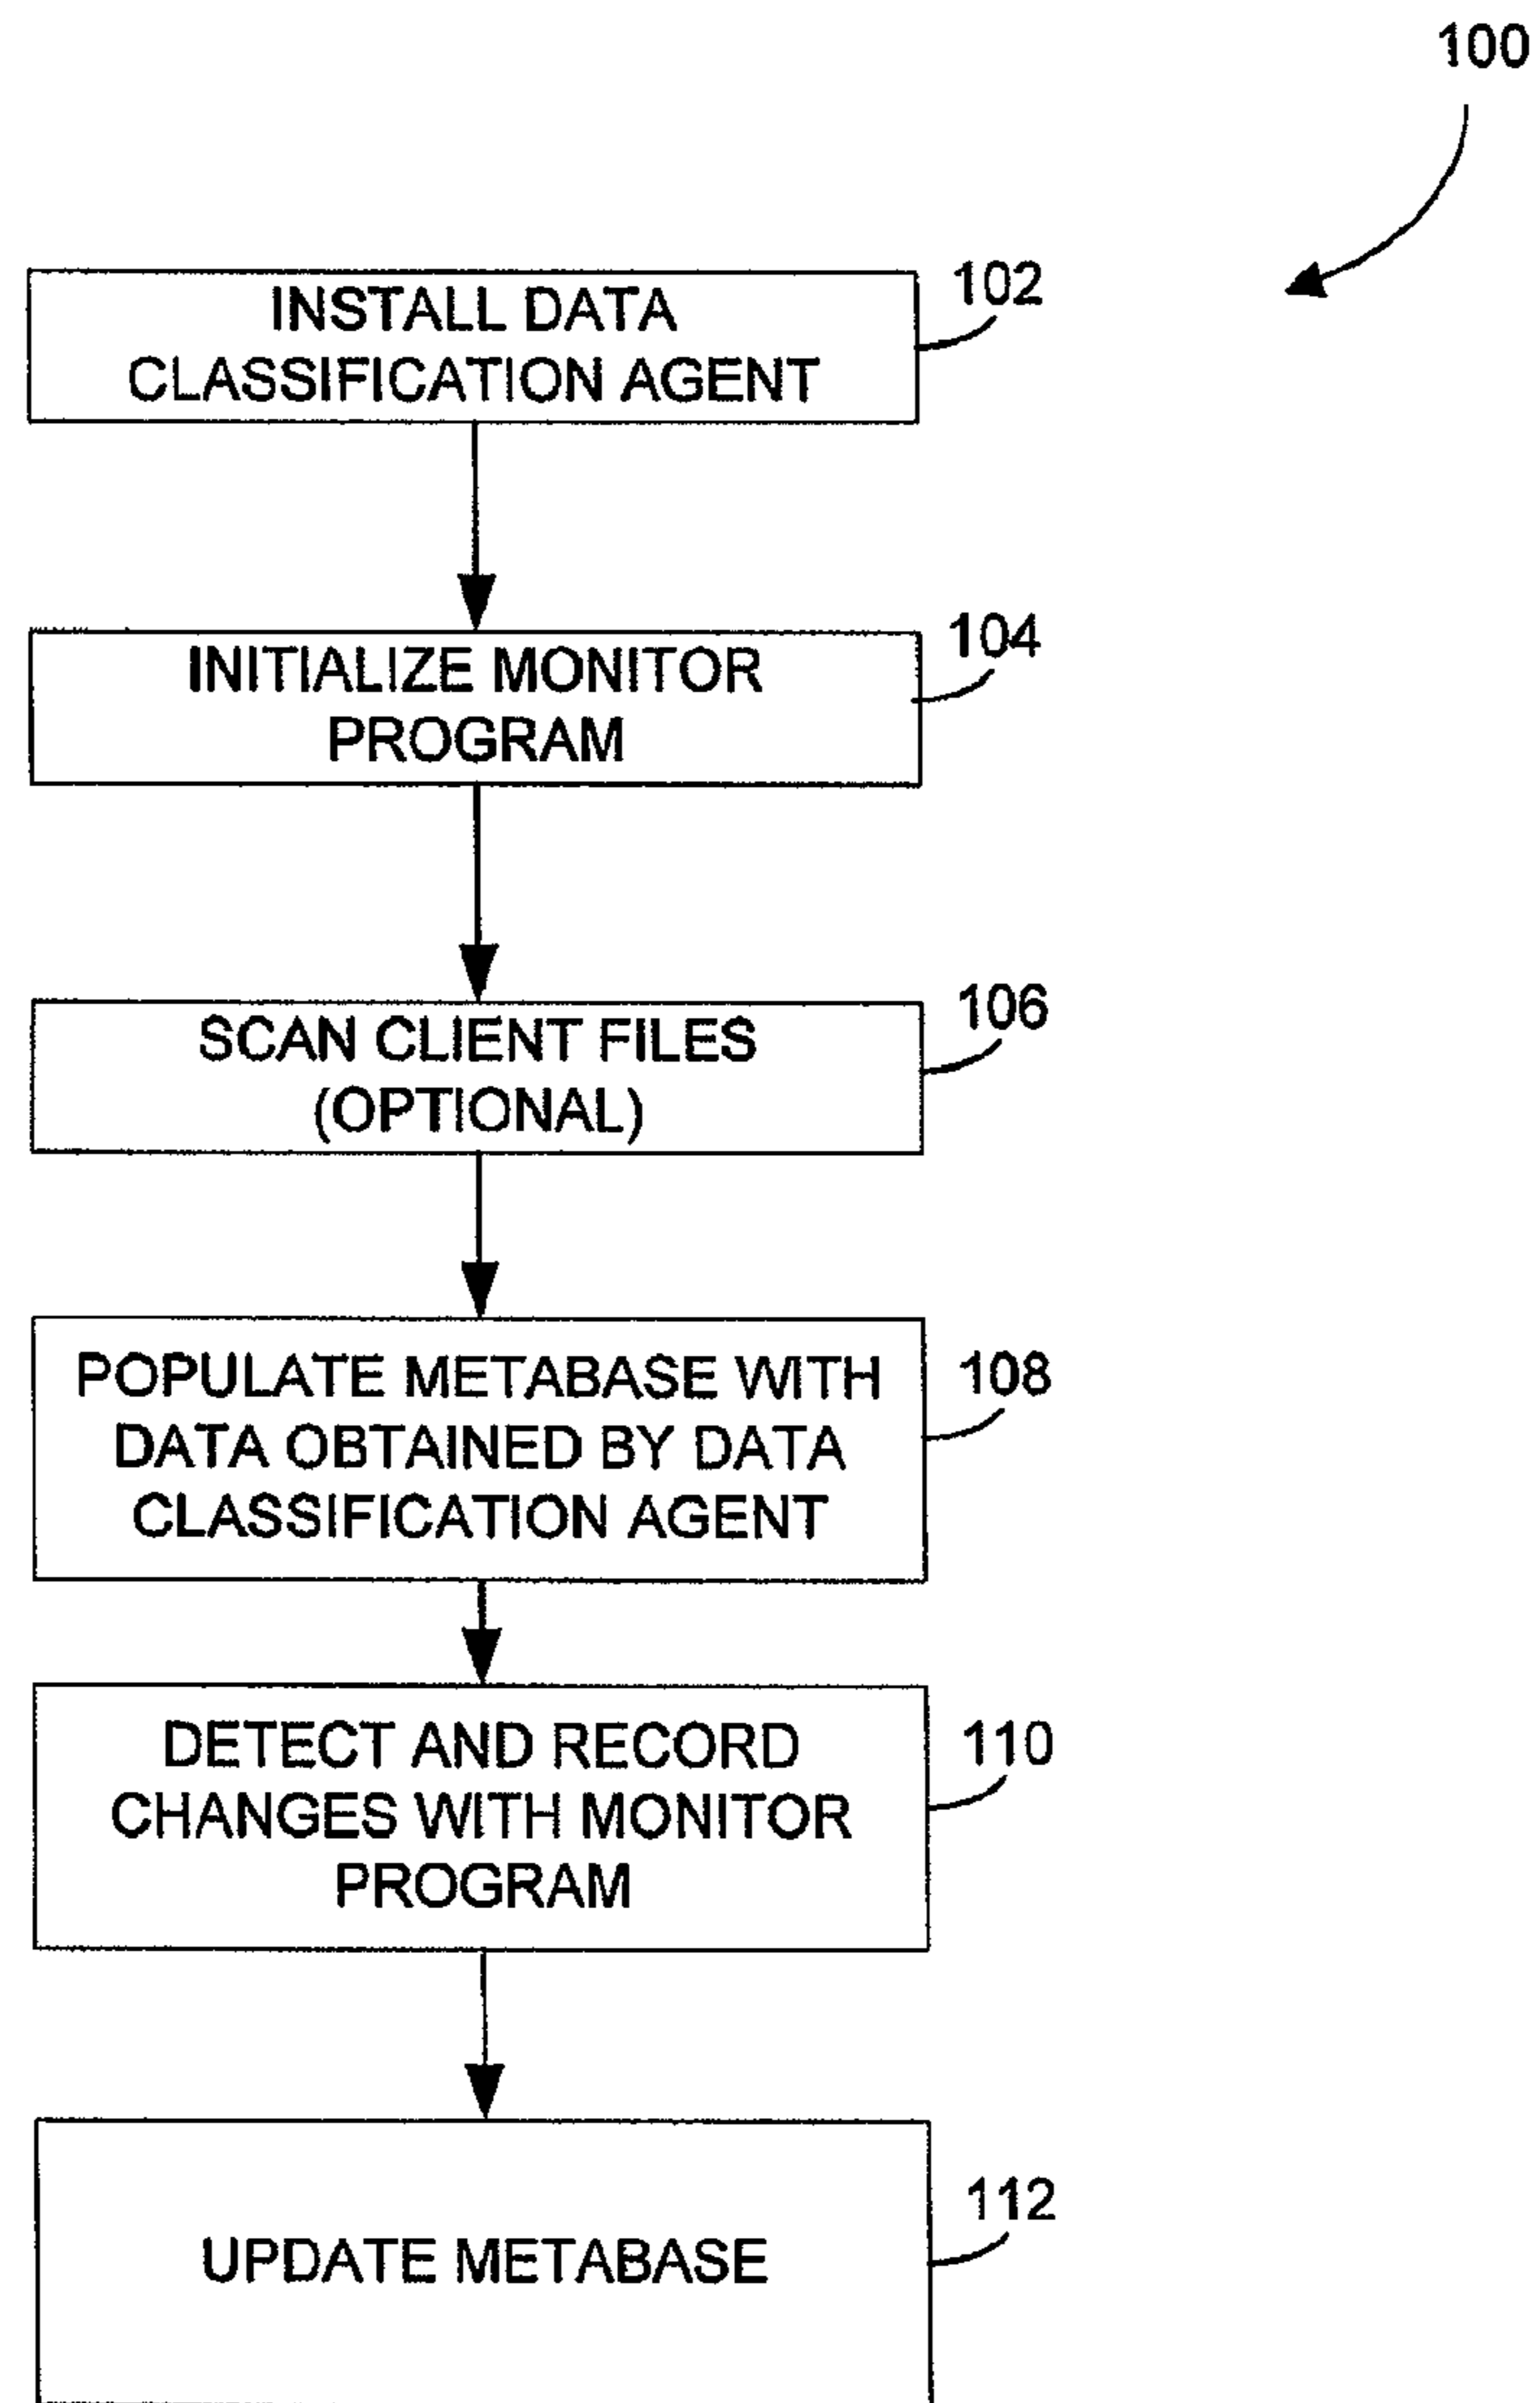 100
INSTALL DATA
CLASSIFICATION AGENT
102
INITIALIZE MONITOR
PROGRAM
104
SCAN CLIENT FILES
(OPTIONAL)
106
POPULATE METABASE WITH
DATA OBTAINED BY DATA
CLASSIFICATION AGENT
108
DETECT AND RECORD
CHANGES WITH MONITOR
PROGRAM
110
UPDATE METABASE
112